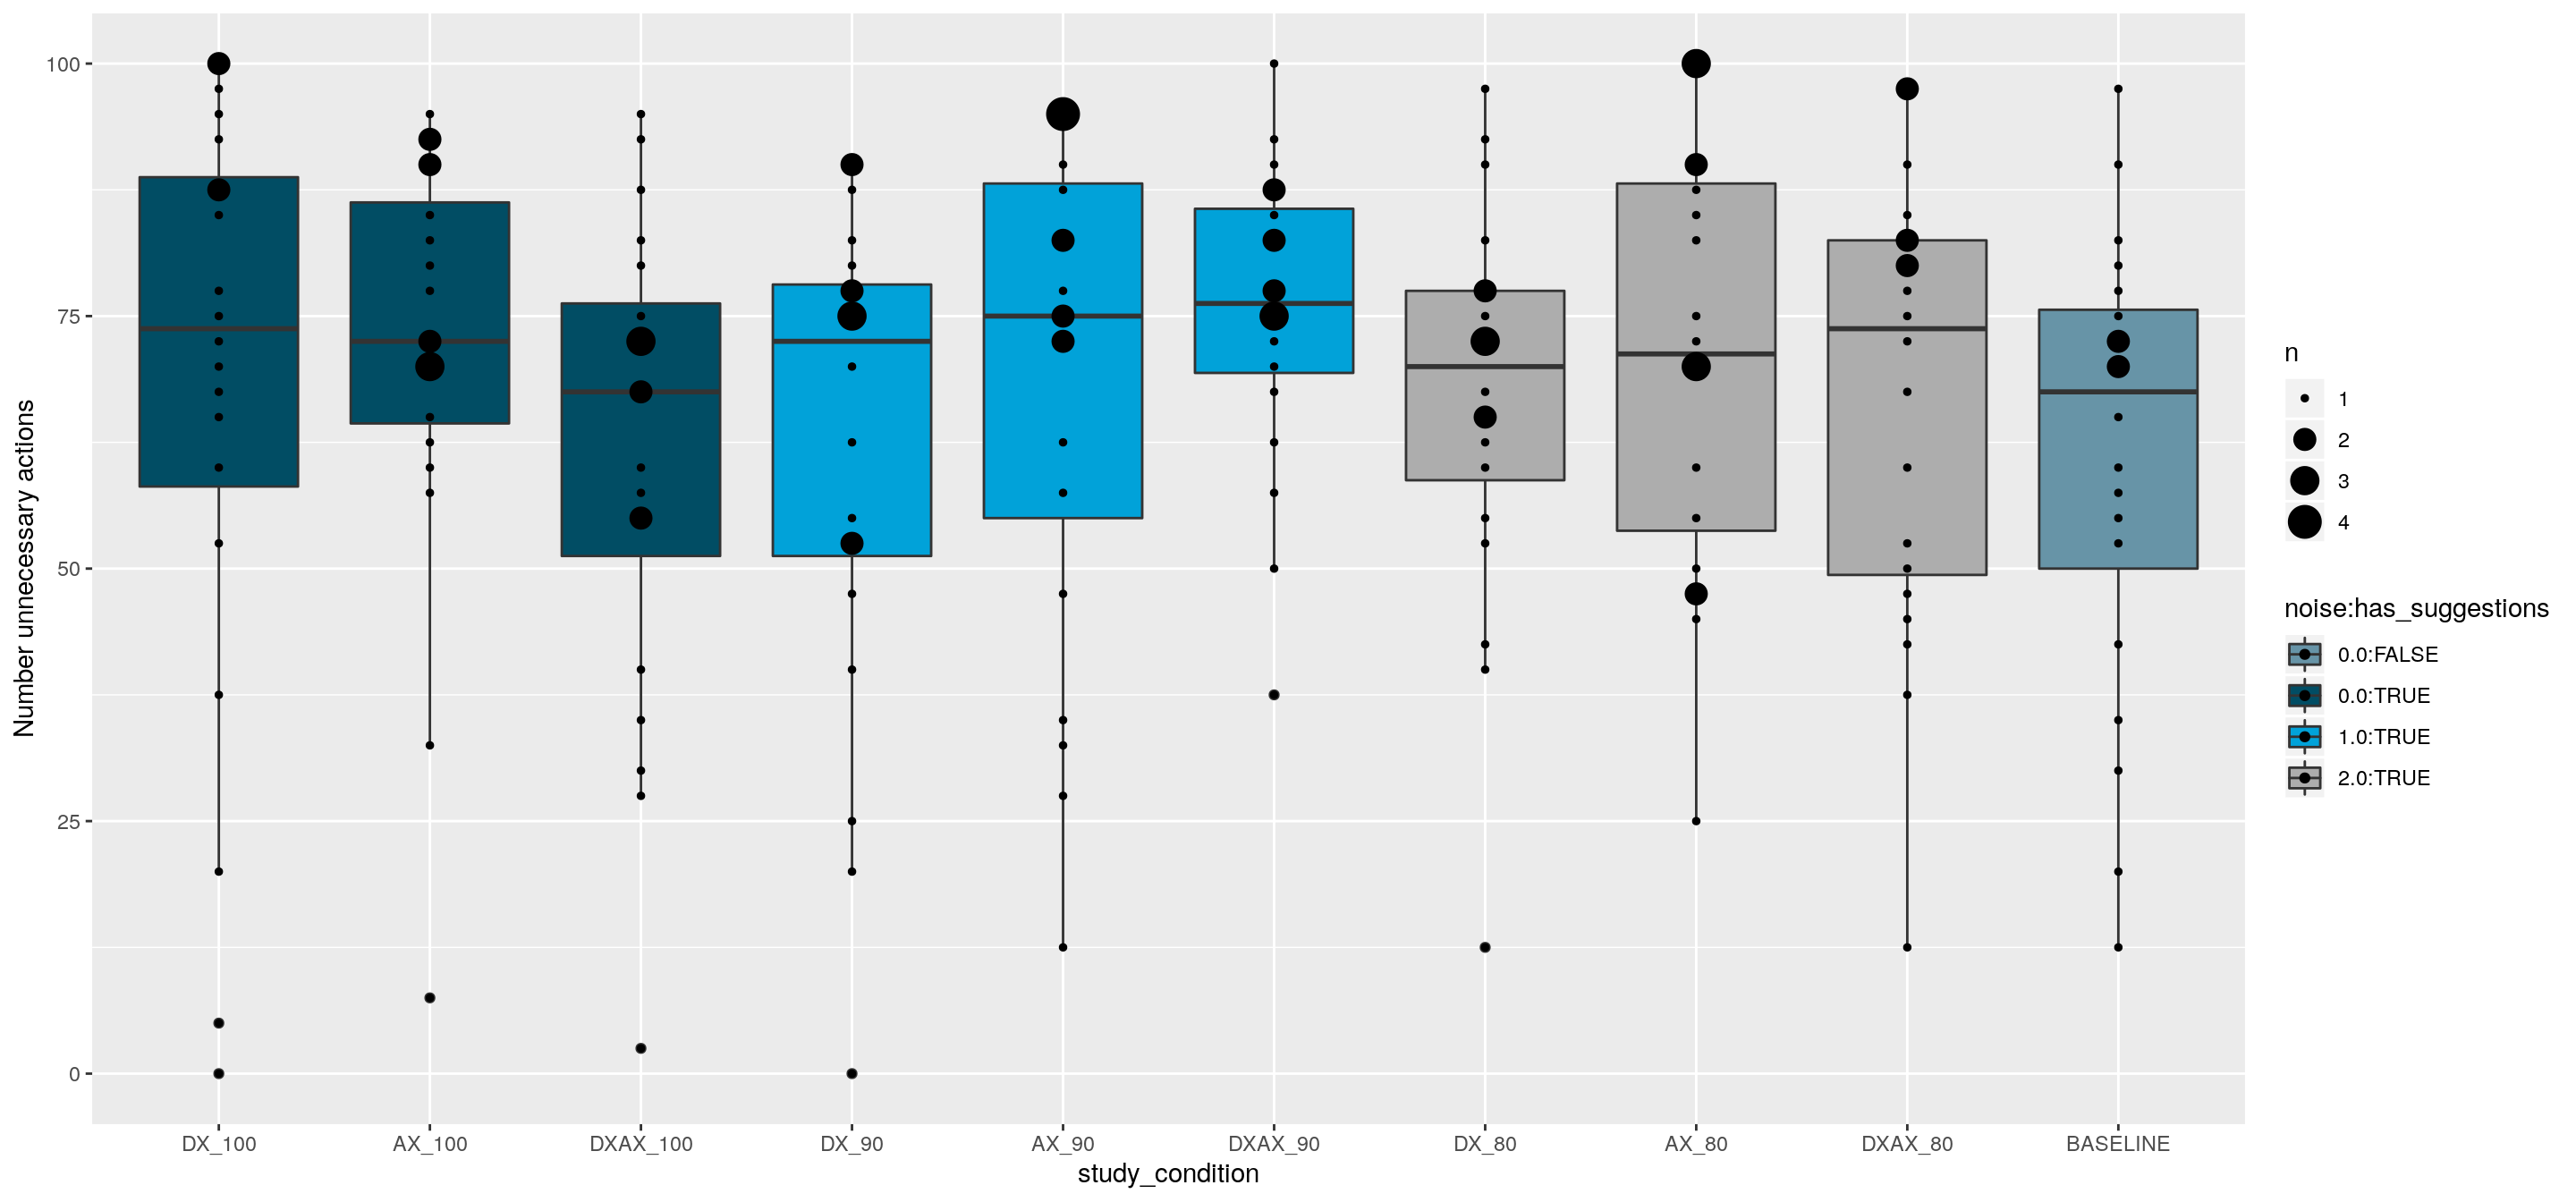 Number unnecessary actions
100
75
50
25
0
DX_100
AX_100
DXAX_100
DX_90
AX_90
DXAX_90
DX_80
AX_80
DXAX_80
BASELINE
study_condition
n
1
2
3
4
noise:has_suggestions
0.0:FALSE
0.0:TRUE
1.0:TRUE
2.0:TRUE